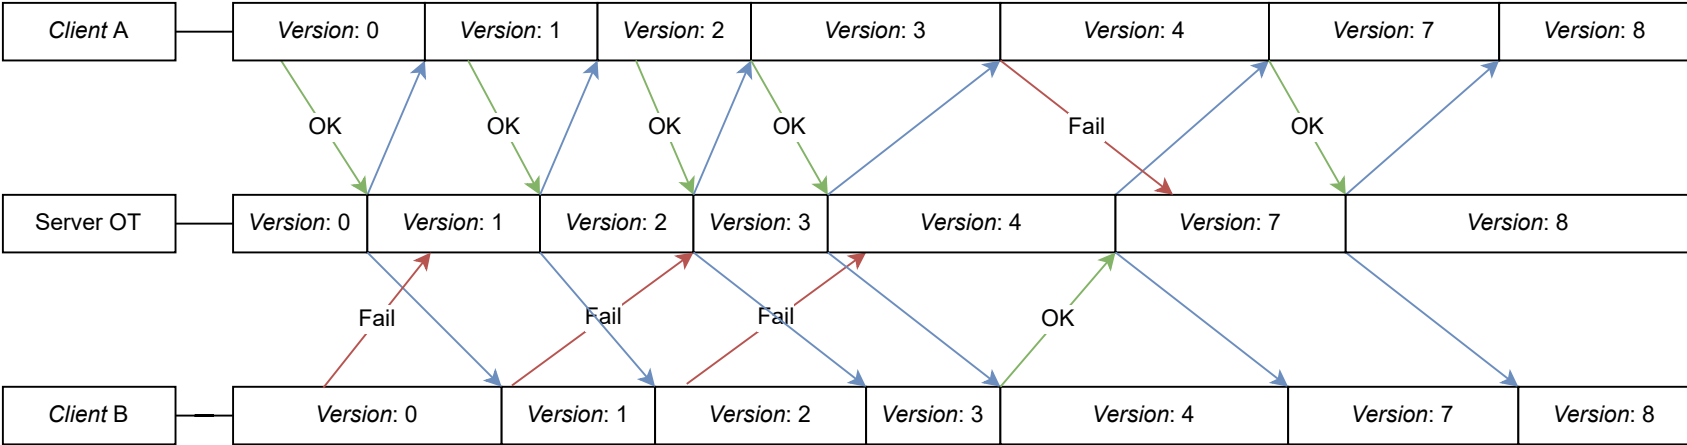 Client A
Version: 0
Version: 1
Version: 2
Version: 3
Version: 4
Version: 7
Version: 8
OK
OK
OK
OK
Fail
OK
Server OT
Version: 0
Version: 1
Version: 2
Version: 3
Version: 4
Version: 7
Version: 8
Fail
Fail
Fail
OK
Client B
Version: 0
Version: 1
Version: 2
Version: 3
Version: 4
Version: 7
Version: 8